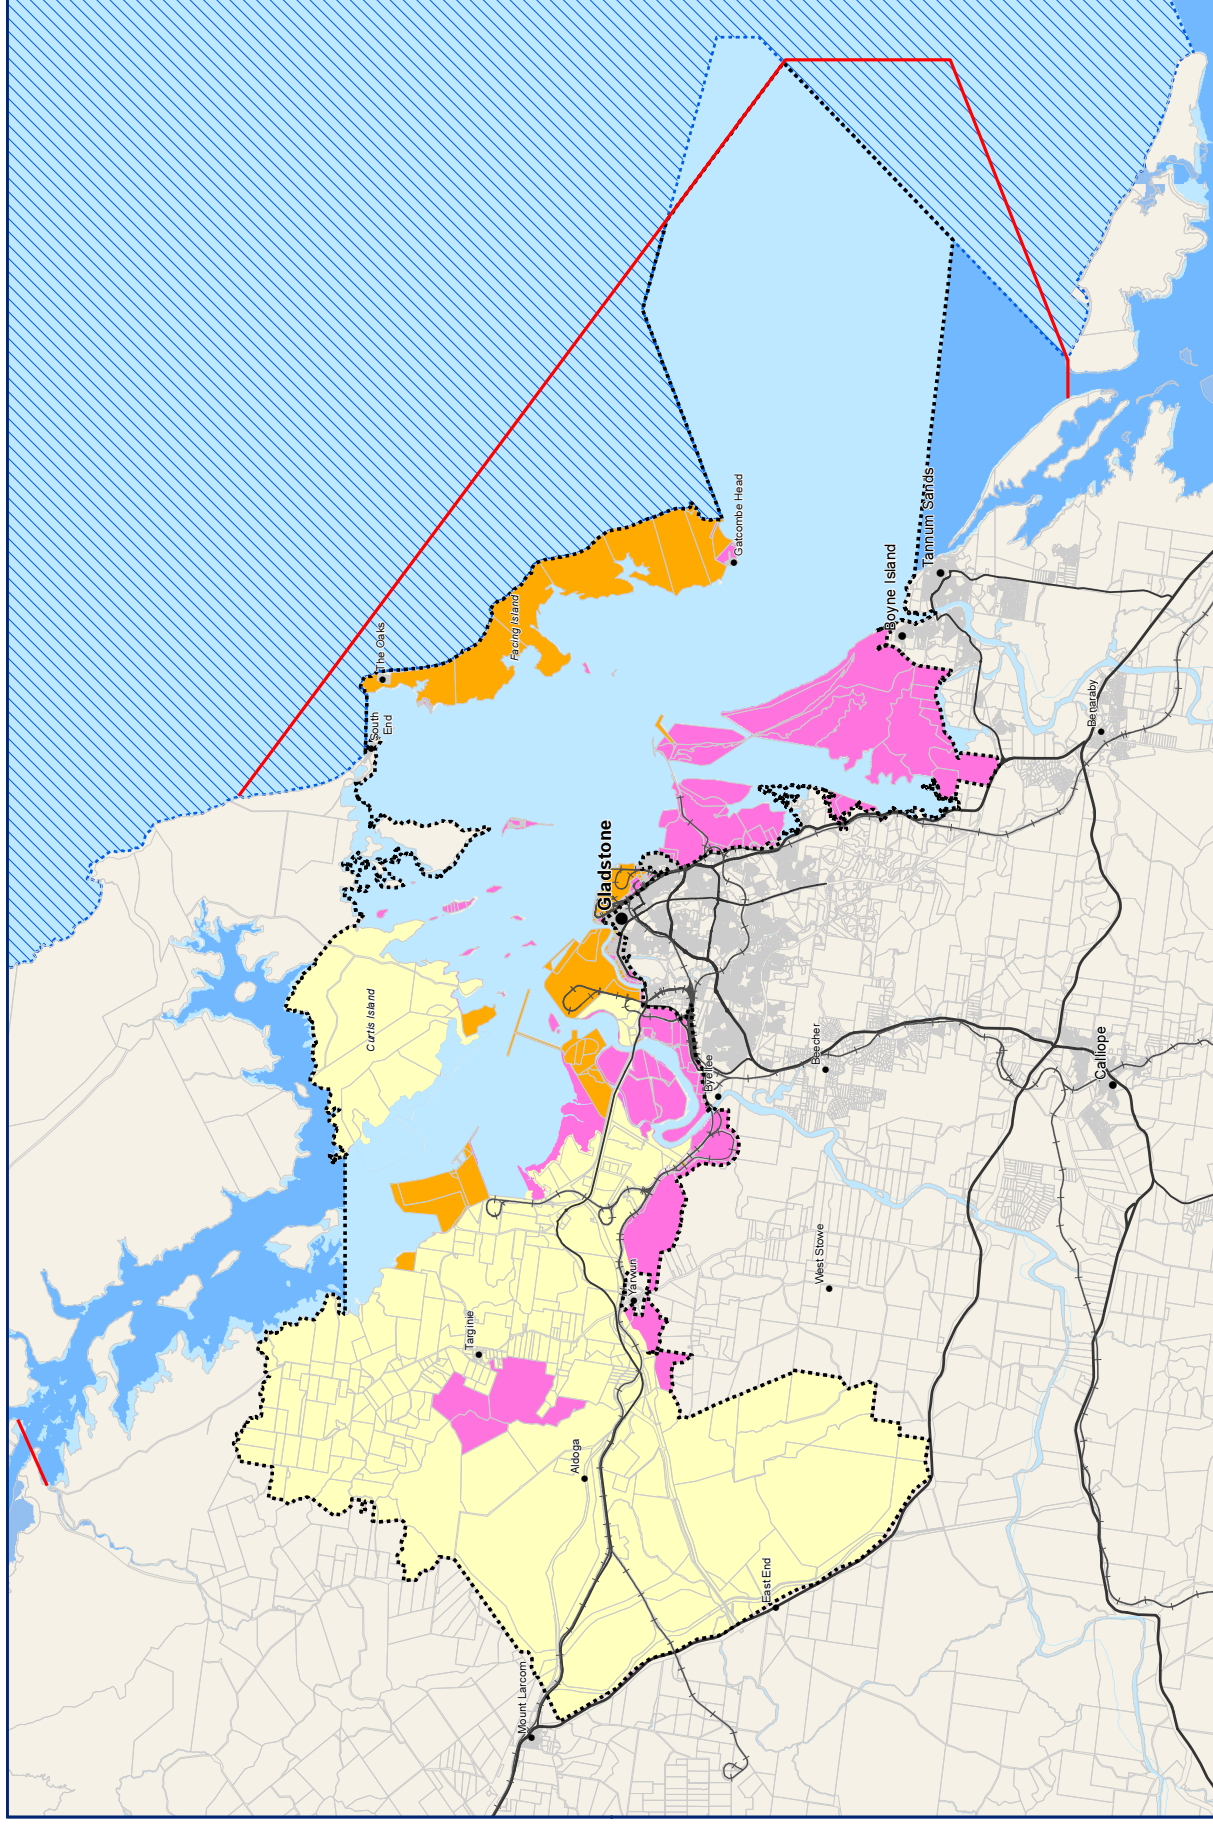 Mount Larcom
East End
Aldoga
Targinie
Yarwun
West Stowe
Curtis Island
Byellee
Beecher
Calliope
Gladstone
South
End
The Oaks
Facing Island
Gatcombe Head
Boyne Island
Tannum Sands
Benaraby